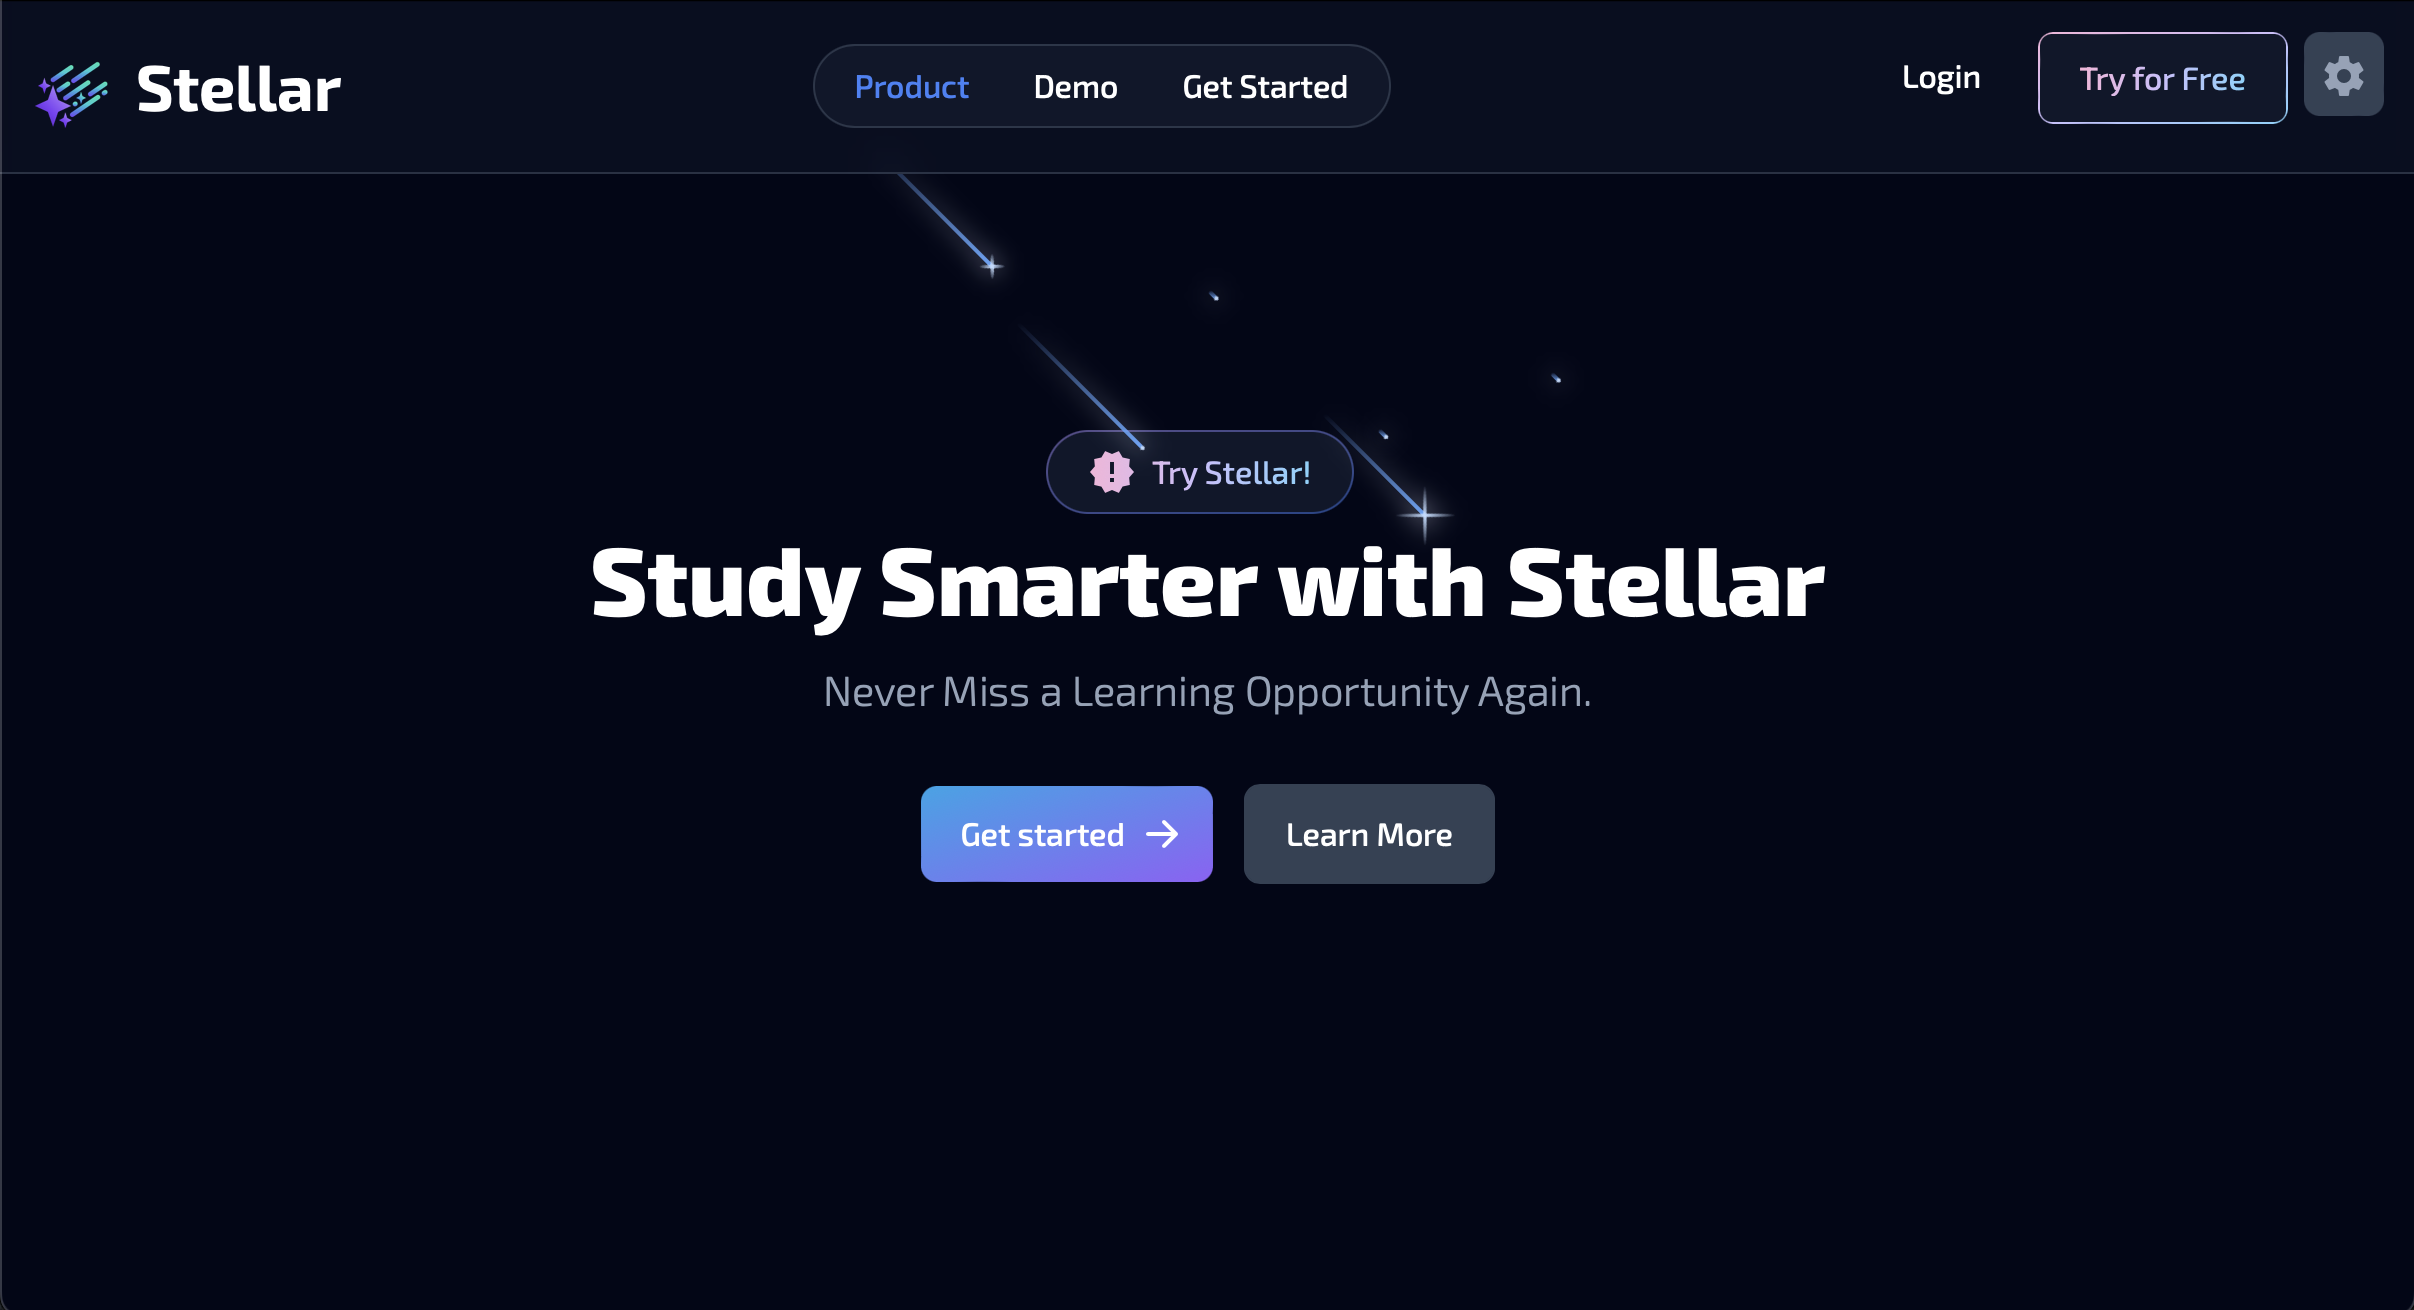 Stellar
Product Demo Get Started
Login
Try for Free
Try Stellar!
Study Smarter with Stellar
Never Miss a Learning Opportunity Again.
Get started
Learn More